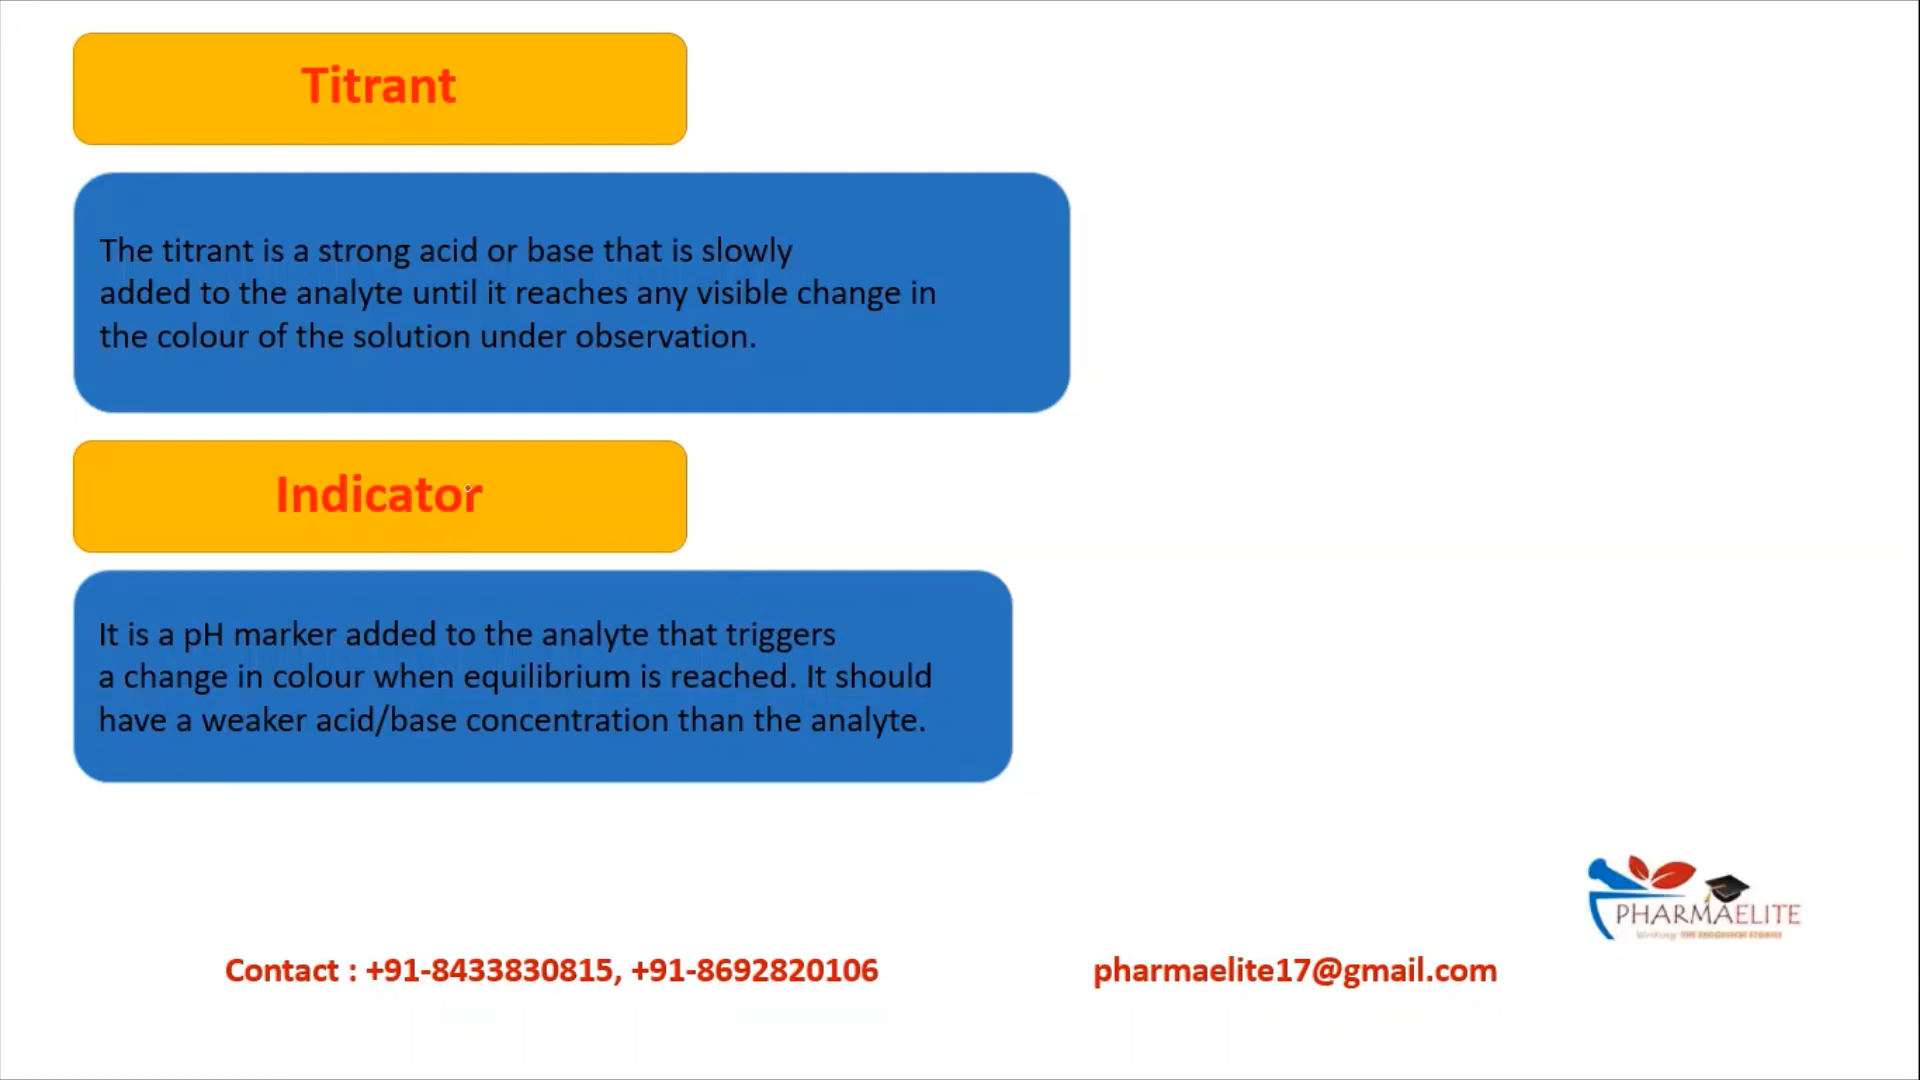 Titrant
The titrant is a strong acid or base that is slowly
added to the analyte until it reaches any visible change in
the colour of the solution under observation.
Indicator
It is a pH marker added to the analyte that triggers
a change in colour when equilibrium is reached. It should
have a weaker acid/base concentration than the analyte.
PHARMAELITE
Contact : +91-8433830815, +91-8692820106
pharmaelite17@gmail.com